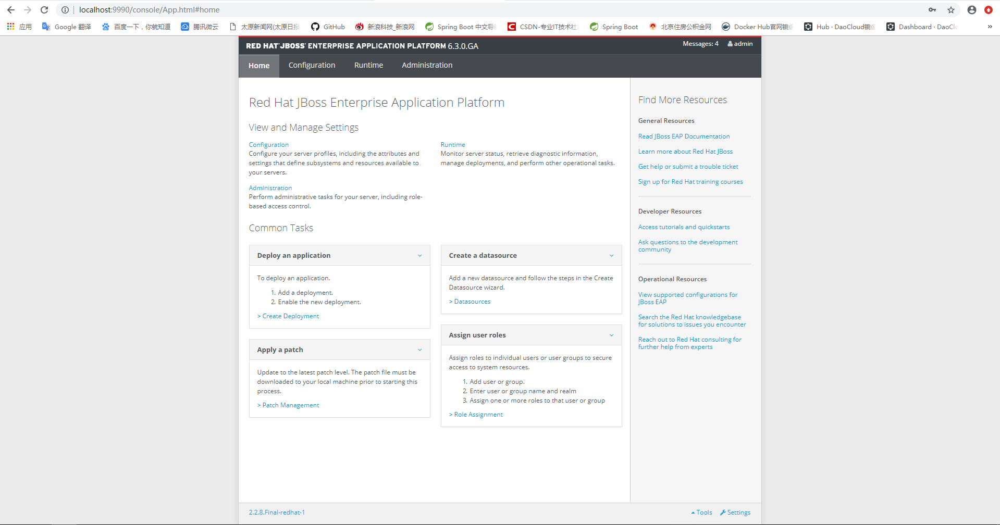 localhost:9990/console/App.html#home
应用
Google 翻译
百度一下，你就知道
腾讯微云
太原新闻网(太原日报
GitHub
新浪科技_新浪网
Spring Boot 中文导
CSDN-专业IT技术社
Spring Boot
北京住房公积金网
Docker Hub官网镜
Hub · DaoCloud镜
Dashboard · DaoCl
»
RED HAT JBOSS ENTERPRISE APPLICATION PLATFORM 6.3.0.GA
Messages: 4
admin
Home
Configuration
Runtime
Administration
Red Hat JBoss Enterprise Application Platform
View and Manage Settings
Configuration
Configure your server profiles, including the attributes and
settings that define subsystems and resources available to
your servers.
Runtime
Monitor server status, retrieve diagnostic information,
manage deployments, and perform other operational tasks.
Administration
Perform administrative tasks for your server, including role-
based access control.
Common Tasks
Deploy an application
To deploy an application.
1. Add a deployment.
2. Enable the new deployment.
> Create Deployment
Apply a patch
Update to the latest patch level. The patch file must be
downloaded to your local machine prior to starting this
process.
> Patch Management
Create a datasource
Add a new datasource and follow the steps in the Create
Datasource wizard.
> Datasources
Assign user roles
Assign roles to individual users or user groups to secure
access to system resources.
1. Add user or group.
2. Enter user or group name and realm
3. Assign one or more roles to that user or group
> Role Assignment
Find More Resources
General Resources
Read JBoss EAP Documentation
Learn more about Red Hat JBoss
Get help or submit a trouble ticket
Sign up for Red Hat training courses
Developer Resources
Access tutorials and quickstarts
Ask questions to the development
community
Operational Resources
View supported configurations for
JBoss EAP
Search the Red Hat knowledgebase
for solutions to issues you encounter
Reach out to Red Hat consulting for
further help from experts
2.2.8.Final-redhat-1
Tools
Settings